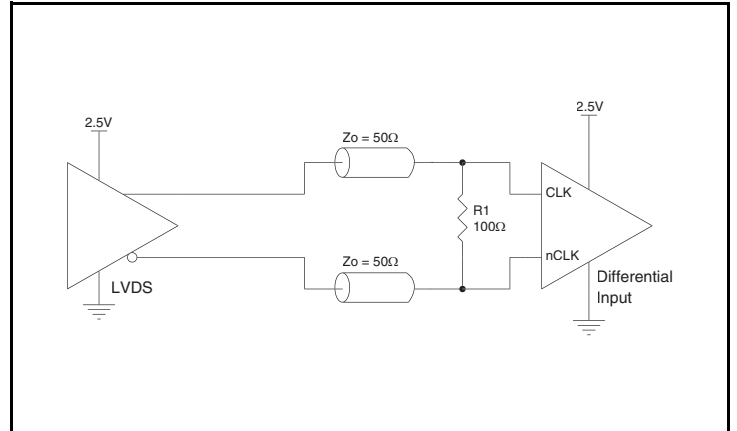 2.5V
2.5V
Zo = 50Ω
CLK
R1
100Ω
nCLK
Zo = 50Ω
LVDS
Differential
Input